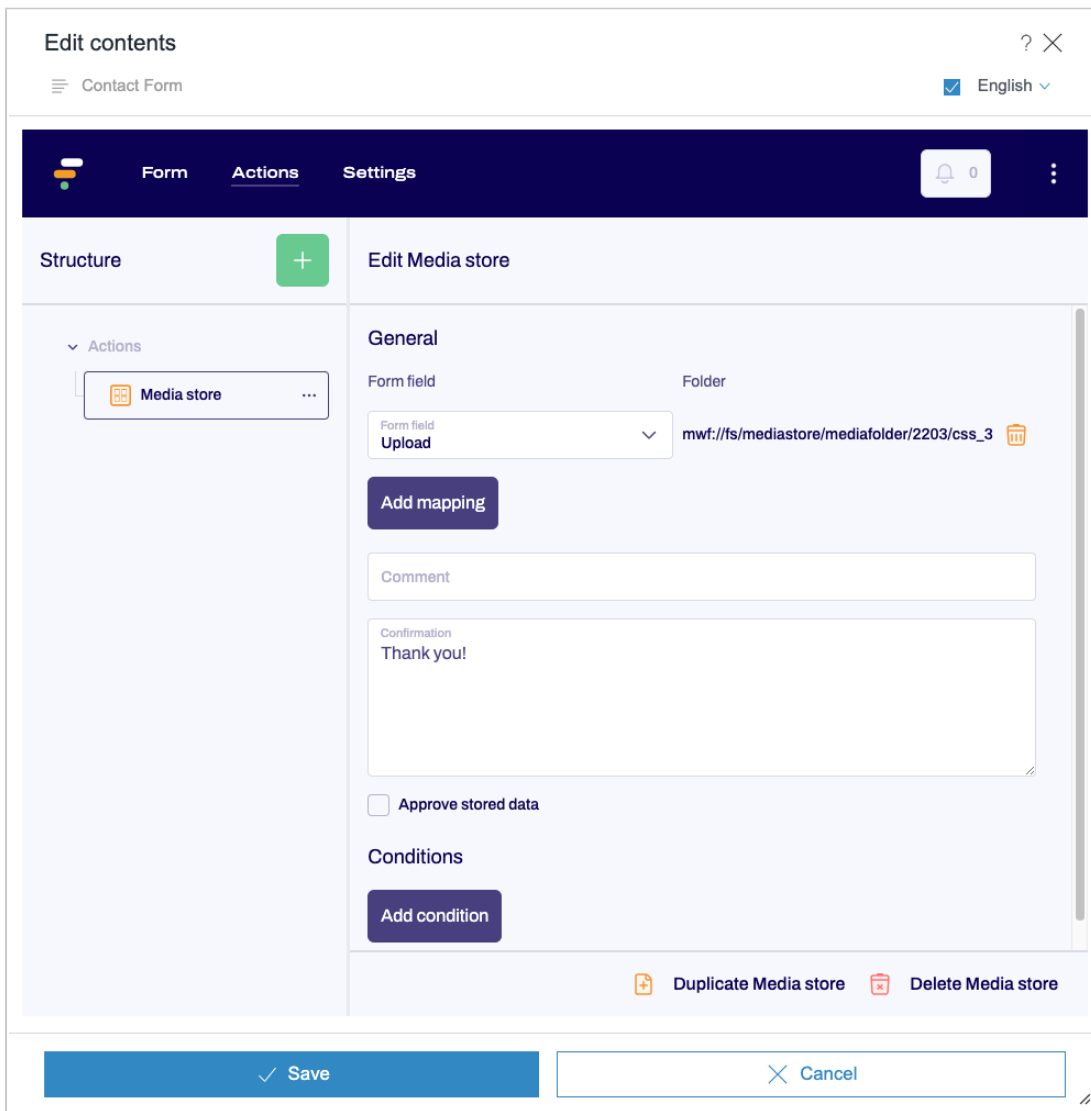 Edit contents
?
Contact Form
English
Form Actions Settings
0
Structure
+
Edit Media store
Actions
Media store
...
General
Form field Folder
Form field
Upload
mwf://fs/mediastore/mediafolder/2203/css_3
Add mapping
Comment
Confirmation
Thank you!
Approve stored data
Conditions
Add condition
Duplicate Media store Delete Media store
Save Cancel